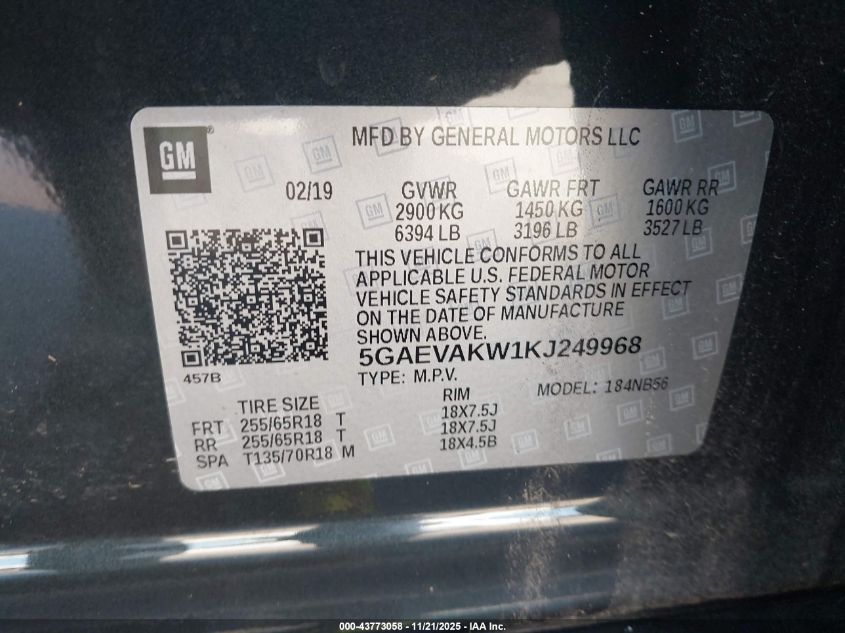 GM
MFD BY GENERAL MOTORS LLC
02/19 GVWR GAWR FRT GAWR RR
2900 KG 1450 KG 1600 KG
6394 LB 3196 LB 3527 LB
THIS VEHICLE CONFORMS TO ALL
APPLICABLE U.S. FEDERAL MOTOR
VEHICLE SAFETY STANDARDS IN EFFECT
ON THE DATE OF MANUFACTURE
SHOWN ABOVE.
5GAEVAKW1KJ249968
457B
TYPE: M.P.V. MODEL: 184NB56
TIRE SIZE RIM
FRT 255/65R18 T 18X7.5J
RR 255/65R18 T 18X7.5J
SPA T135/70R18 M 18X4.5B
000-43773058 - 11/21/2025 - IAA Inc.